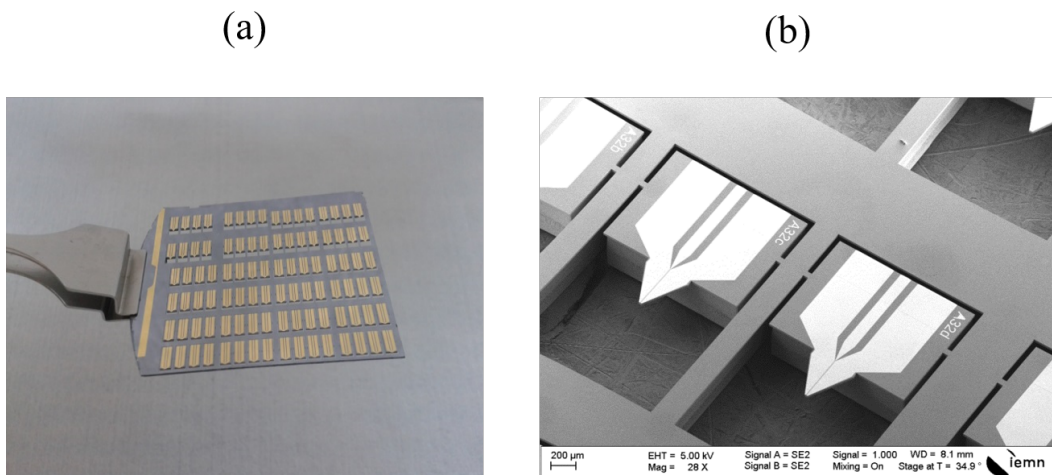 (a)
(b)
A32b
A32c
A32d
200 µm
EHT = 5.00 kV
Signal A = SE2
Signal = 1.000
WD = 8.1 mm
Mag = 28 X
Signal B = SE2
Mixing = On
Stage at T = 34.9 °
iemn